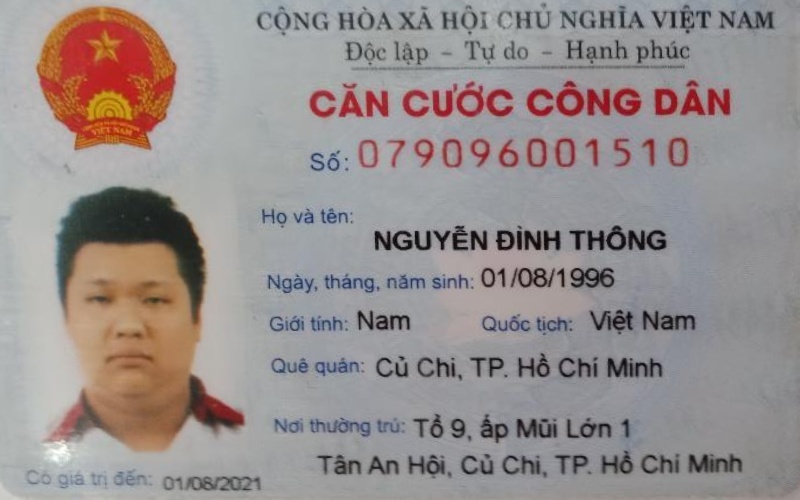 CỘNG HÒA XÃ HỘI CHỦ NGHĨA VIỆT NAM
Độc lập - Tự do - Hạnh phúc
CĂN CƯỚC CÔNG DÂN
Số: 079096001510
Họ và tên:
NGUYỄN ĐÌNH THÔNG
Ngày, tháng, năm sinh: 01/08/1996
Giới tính: Nam Quốc tịch: Việt Nam
Quê quán: Củ Chi, TP. Hồ Chí Minh
Nơi thường trú: Tổ 9, ấp Mũi Lớn 1
Tân An Hội, Củ Chi, TP. Hồ Chí Minh
Có giá trị đến: 01/08/2021
VIỆT NAM